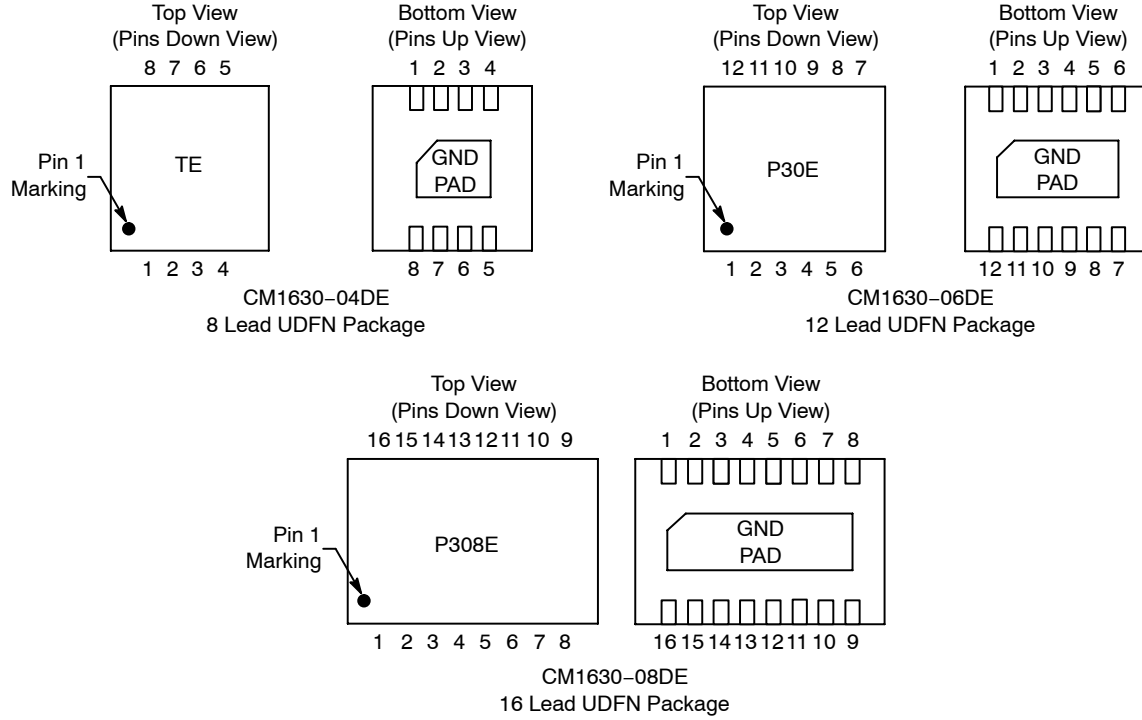 Top View
(Pins Down View)
8 7 6 5
Pin 1
Marking
TE
1 2 3 4
Bottom View
(Pins Up View)
1 2 3 4
GND
PAD
8 7 6 5
CM1630−04DE
8 Lead UDFN Package
Top View
(Pins Down View)
12 11 10 9 8 7
Pin 1
Marking
P30E
1 2 3 4 5 6
Bottom View
(Pins Up View)
1 2 3 4 5 6
GND
PAD
12 11 10 9 8 7
CM1630−06DE
12 Lead UDFN Package
Top View
(Pins Down View)
16 15 14 13 12 11 10 9
Pin 1
Marking
P308E
1 2 3 4 5 6 7 8
Bottom View
(Pins Up View)
1 2 3 4 5 6 7 8
GND
PAD
16 15 14 13 12 11 10 9
CM1630−08DE
16 Lead UDFN Package